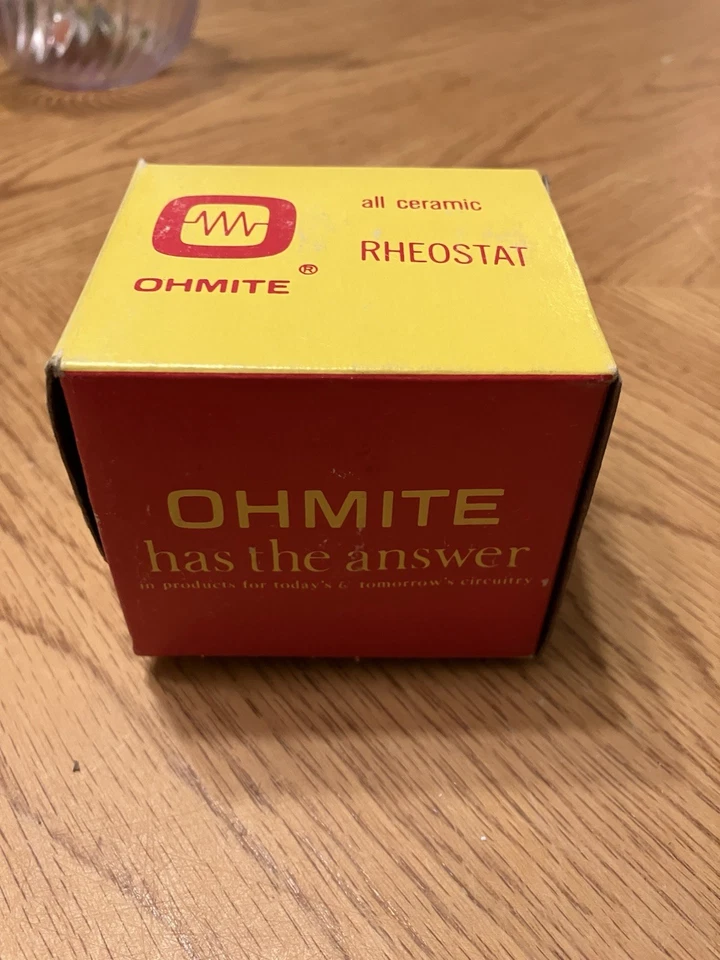 all ceramic
RHEOSTAT
OHMITE ®
OHMITE
has the answer
in products for today's & tomorrow's circuitry